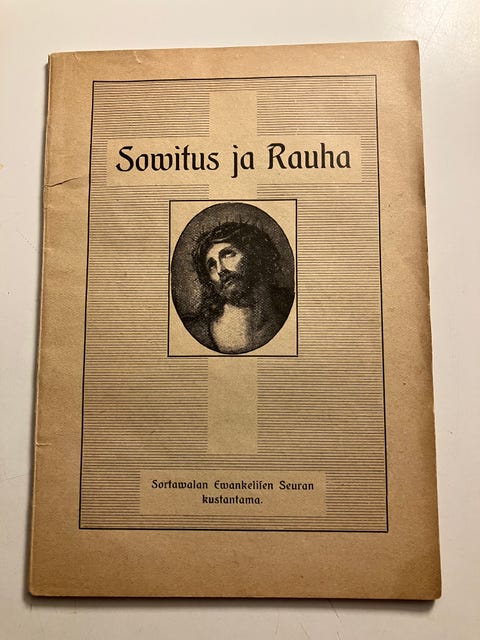 Sowitus ja Rauha
Sortawalan Ewankelisen Seuran
kustantama.